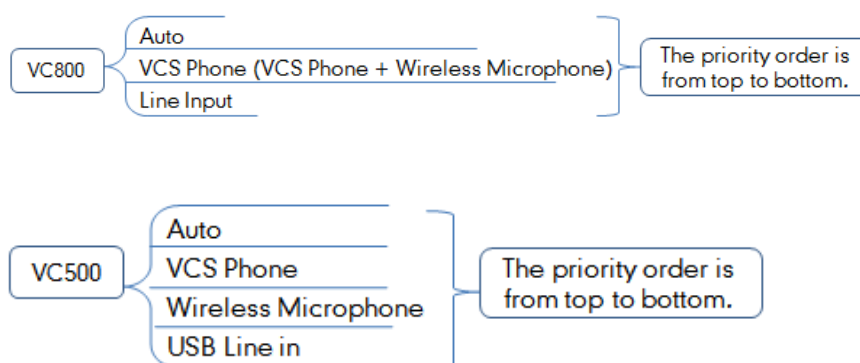 Auto
VC800
VCS Phone (VCS Phone + Wireless Microphone)
Line Input
The priority order is
from top to bottom.
Auto
VC500
VCS Phone
Wireless Microphone
USB Line in
The priority order is
from top to bottom.